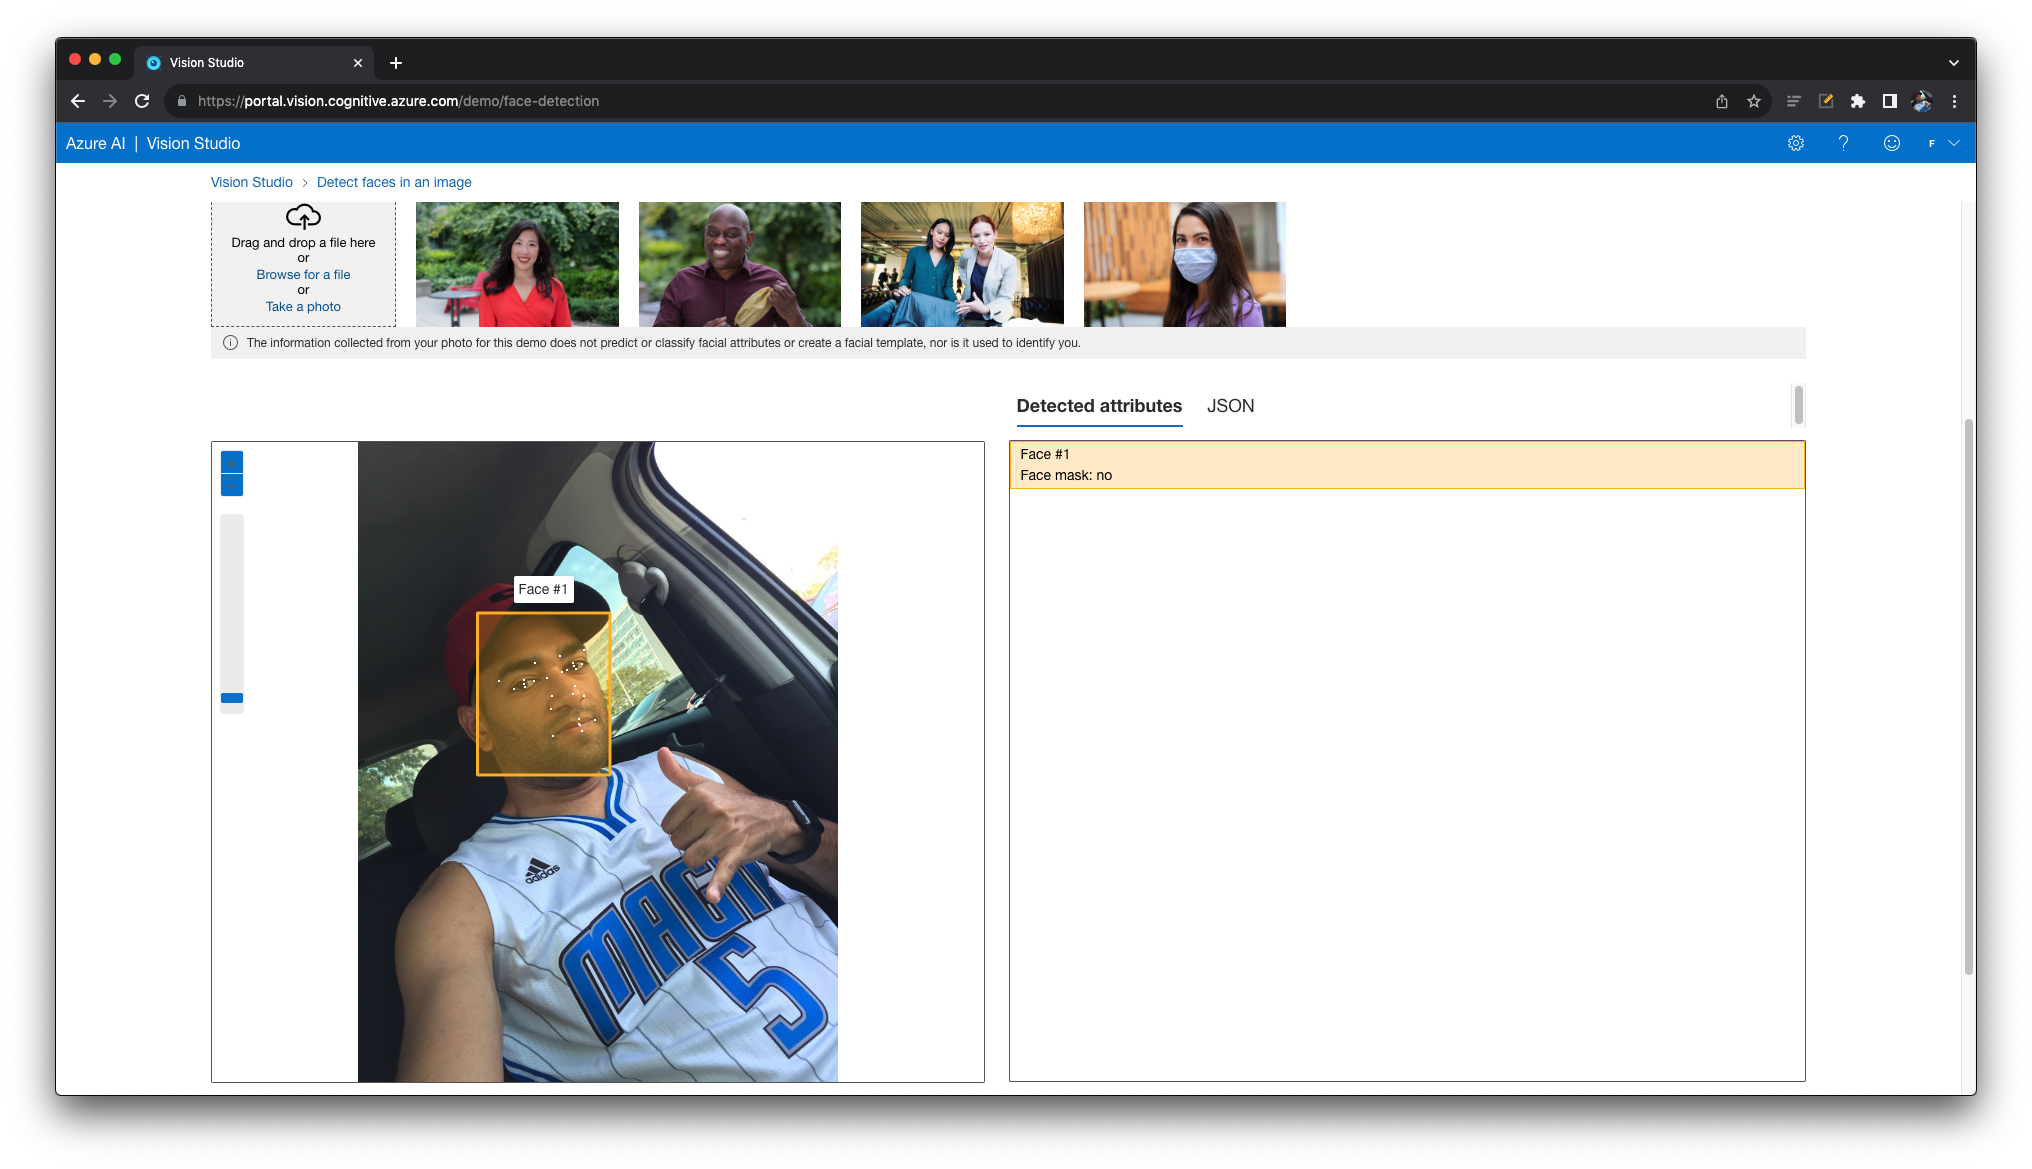 Vision Studio
https://portal.vision.cognitive.azure.com/demo/face-detection
Azure AI | Vision Studio
F
Vision Studio > Detect faces in an image
Drag and drop a file here
or
Browse for a file
or
Take a photo
The information collected from your photo for this demo does not predict or classify facial attributes or create a facial template, nor is it used to identify you.
Detected attributes
JSON
Face #1
Face mask: no
Face #1
adidas
MAGI
5